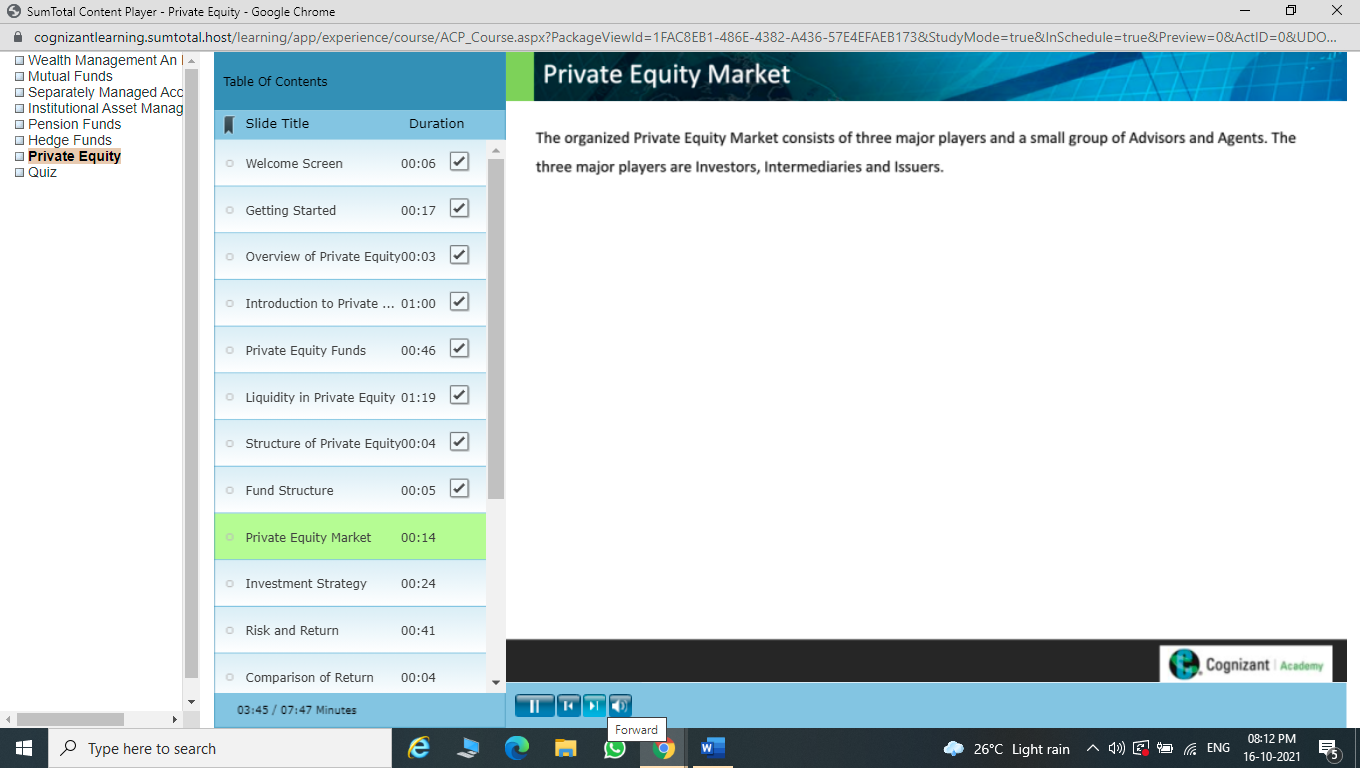 SumTotal Content Player - Private Equity - Google Chrome
cognizantlearning.sumtotal.host/learning/app/experience/course/ACP_Course.aspx?PackageViewId=1FAC8EB1-486E-4382-A436-57E4EFAEB173&StudyMode=true&InSchedule=true&Preview=0&ActID=0&UDO...
Wealth Management An
Mutual Funds
Separately Managed Acc
Institutional Asset Manag
Pension Funds
Hedge Funds
Private Equity
Quiz
Table Of Contents
Slide Title Duration
Welcome Screen 00:06
Getting Started 00:17
Overview of Private Equity 00:03
Introduction to Private ... 01:00
Private Equity Funds 00:46
Liquidity in Private Equity 01:19
Structure of Private Equity 00:04
Fund Structure 00:05
Private Equity Market 00:14
Investment Strategy 00:24
Risk and Return 00:41
Comparison of Return 00:04
03:45 / 07:47 Minutes
Private Equity Market
The organized Private Equity Market consists of three major players and a small group of Advisors and Agents. The
three major players are Investors, Intermediaries and Issuers.
Cognizant | Academy
Forward
Type here to search
26°C Light rain
ENG
08:12 PM
16-10-2021
5